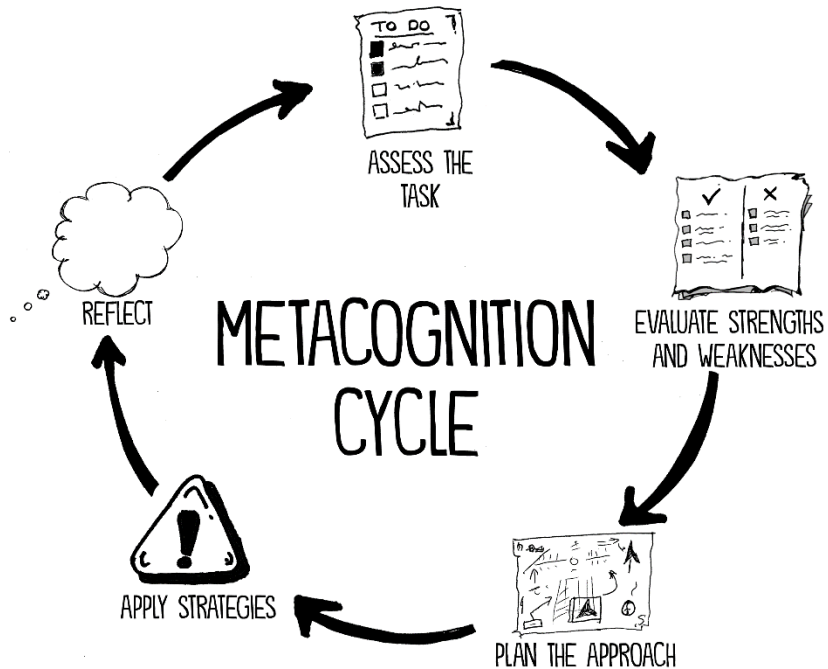 TO DO
ASSESS THE
TASK
EVALUATE STRENGTHS
AND WEAKNESSES
PLAN THE APPROACH
APPLY STRATEGIES
REFLECT
METACOGNITION
CYCLE